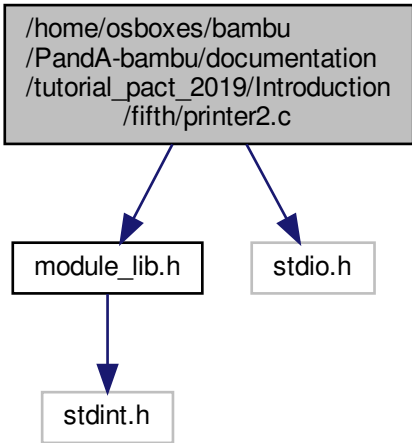 /home/osboxes/bambu
/PandA-bambu/documentation
/tutorial_pact_2019/Introduction
/fifth/printer2.c
module_lib.h
stdio.h
stdint.h